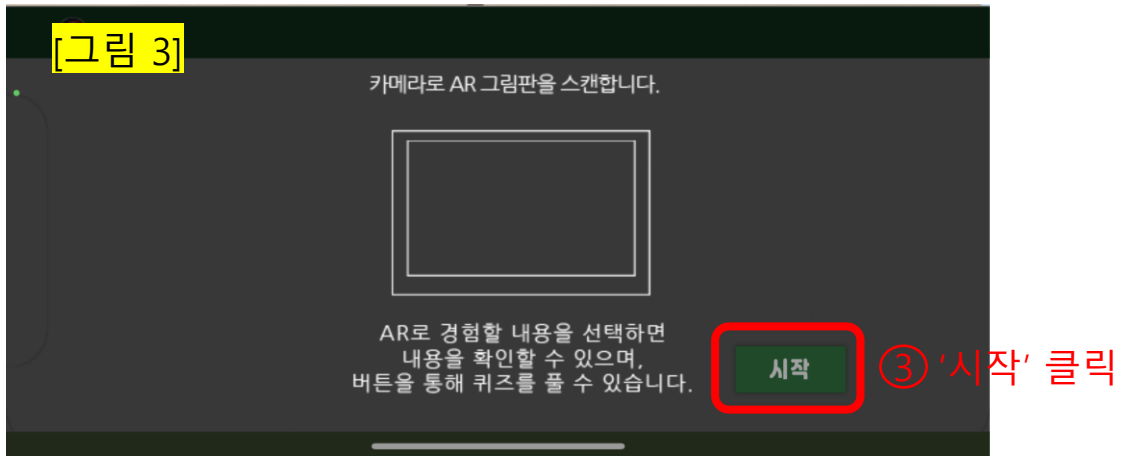 [그림 3]
카메라로 AR 그림판을 스캔합니다.
AR로 경험할 내용을 선택하면
내용을 확인할 수 있으며,
버튼을 통해 퀴즈를 풀 수 있습니다.
시작
③ ‘시작’ 클릭